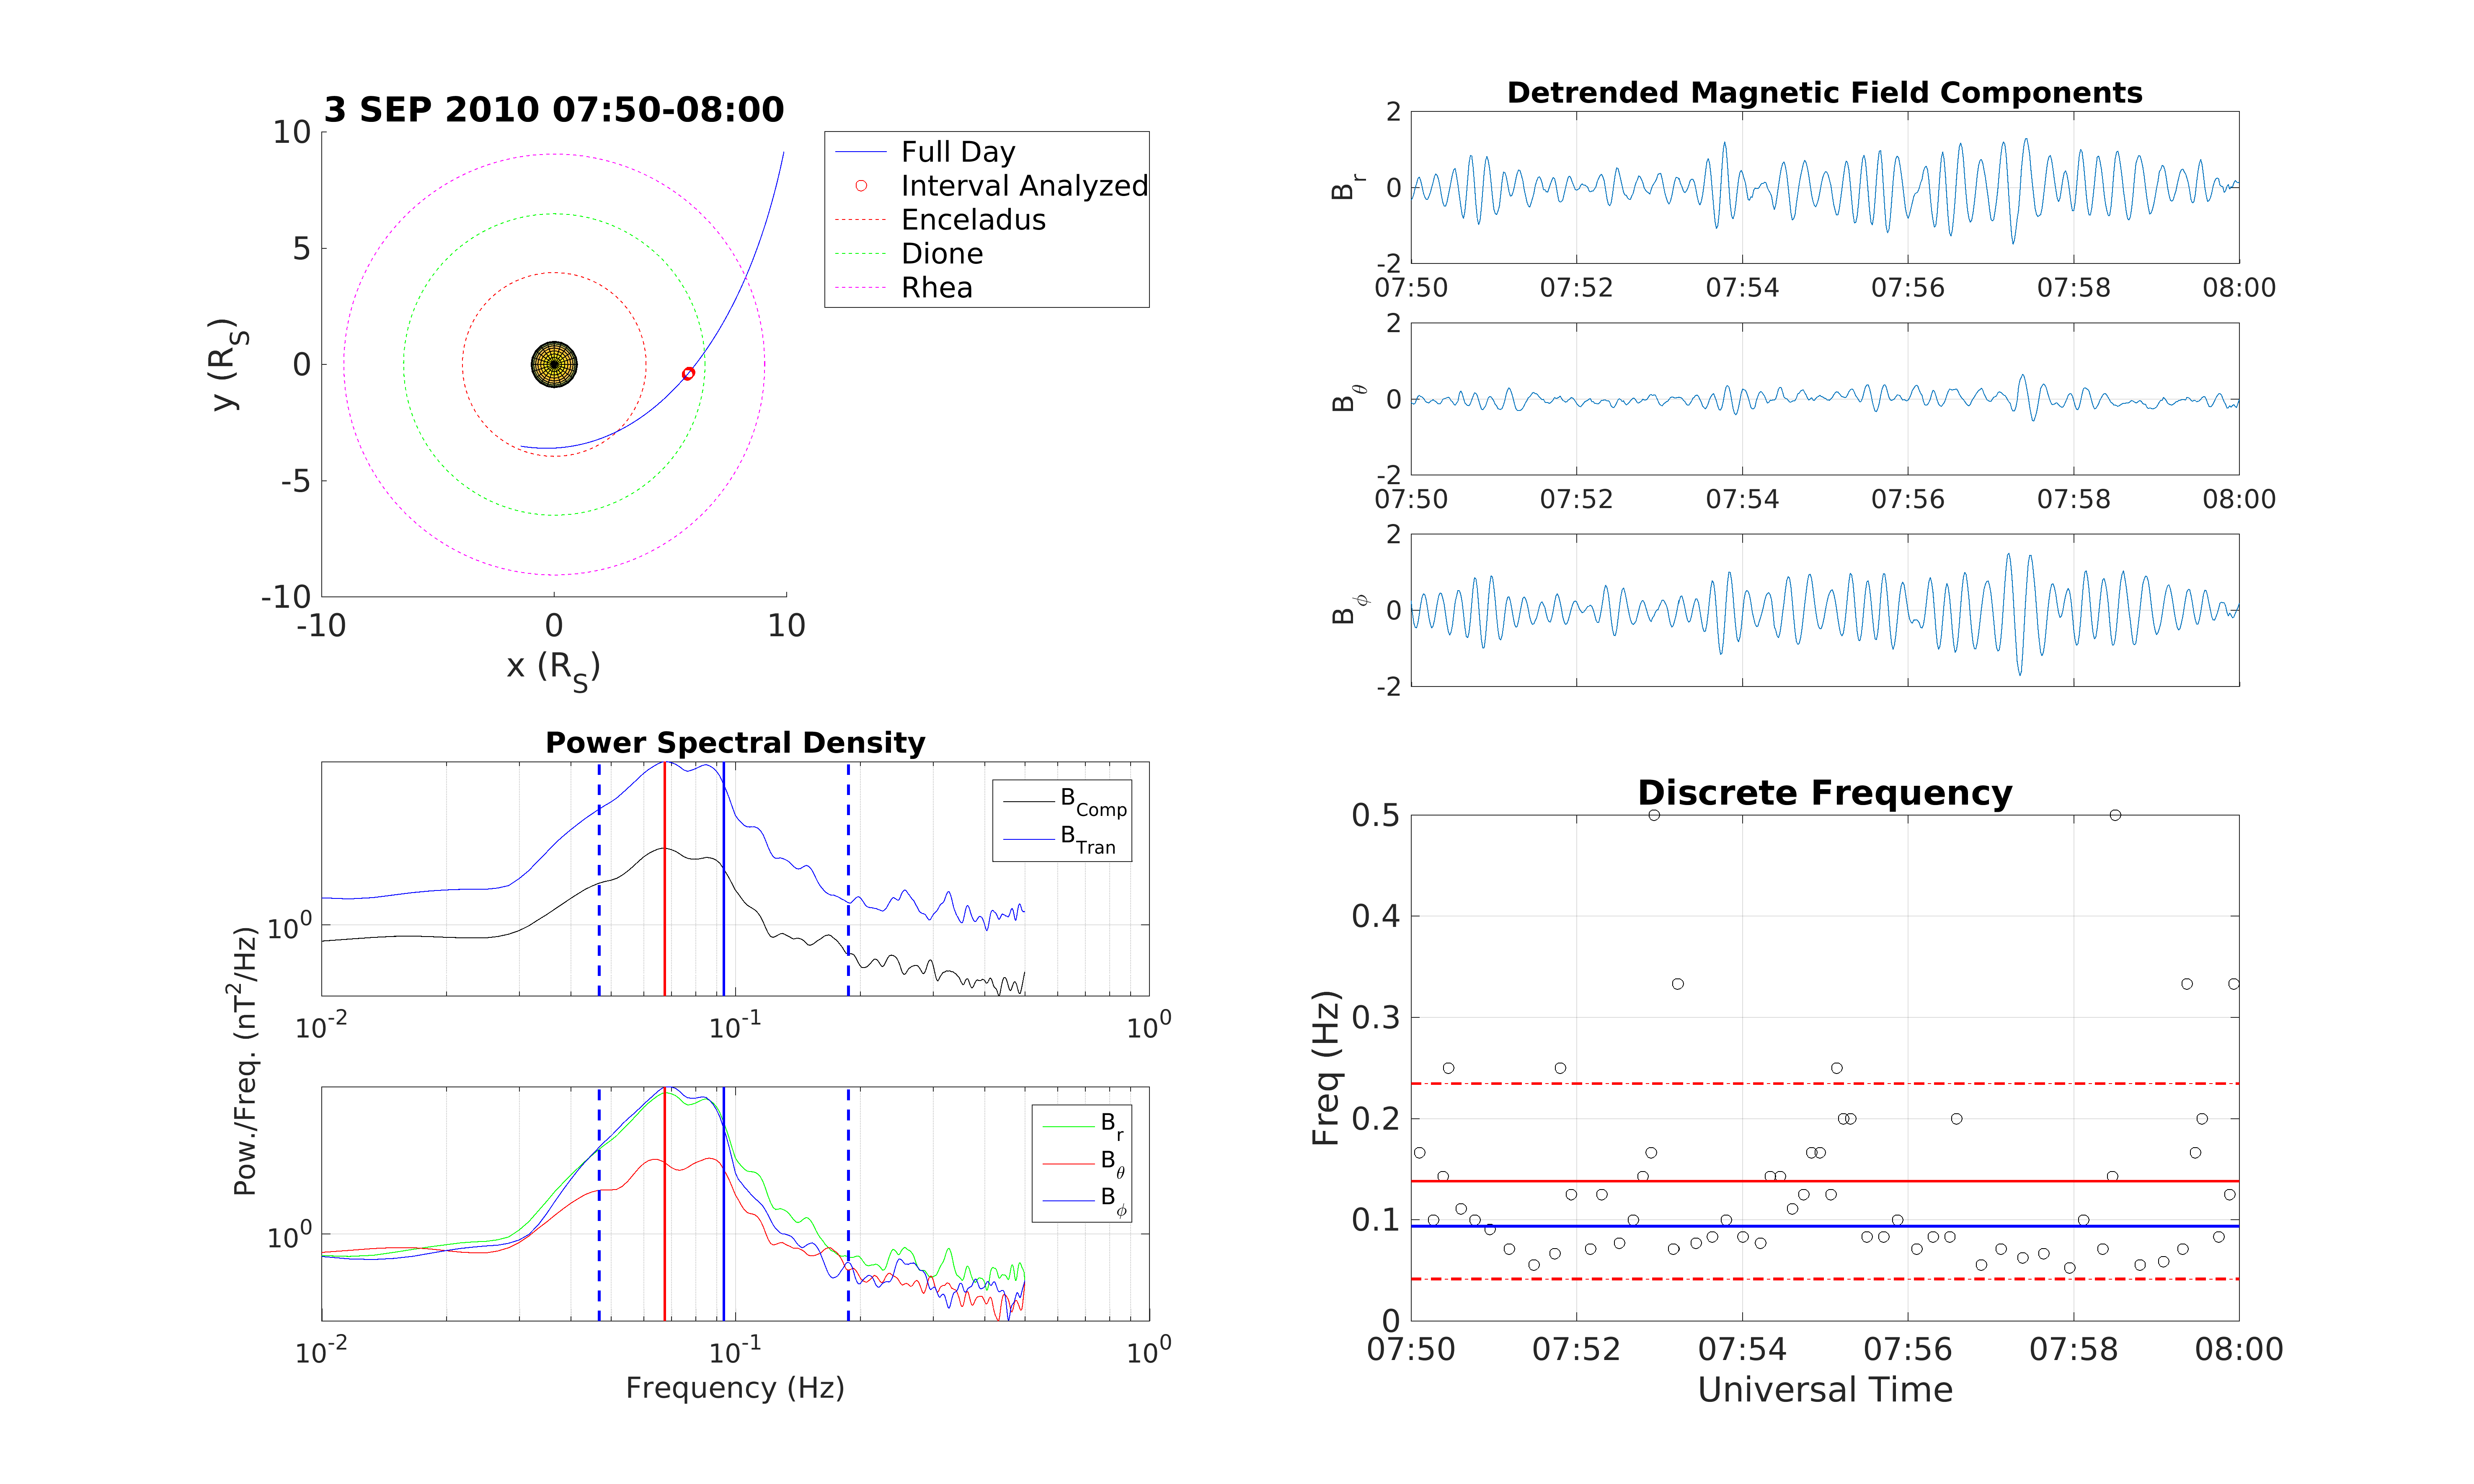 3 SEP 2010 07:50-08:00
10
5
0
-5
-10
-10 0 10
x (R_S)
y (R_S)
Full Day
Interval Analyzed
Enceladus
Dione
Rhea
Detrended Magnetic Field Components
2
0
-2
B_r
07:50 07:52 07:54 07:56 07:58 08:00
2
0
-2
B_θ
07:50 07:52 07:54 07:56 07:58 08:00
2
0
-2
B_ϕ
Power Spectral Density
10^0
B_Comp
B_Tran
10^-2 10^-1 10^0
Pow./Freq. (nT^2/Hz)
10^0
B_r
B_θ
B_ϕ
10^-2 10^-1 10^0
Frequency (Hz)
Discrete Frequency
0.5
0.4
0.3
0.2
0.1
0
Freq (Hz)
07:50 07:52 07:54 07:56 07:58 08:00
Universal Time